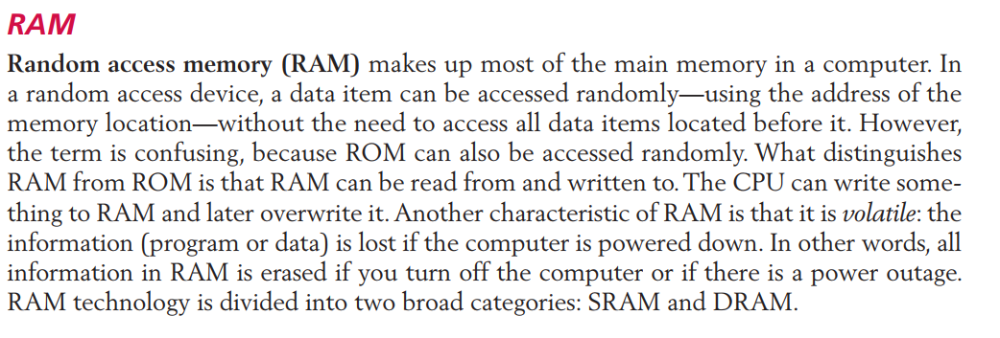 RAM
Random access memory (RAM) makes up most of the main memory in a computer. In
a random access device, a data item can be accessed randomly—using the address of the
memory location—without the need to access all data items located before it. However,
the term is confusing, because ROM can also be accessed randomly. What distinguishes
RAM from ROM is that RAM can be read from and written to. The CPU can write some-
thing to RAM and later overwrite it. Another characteristic of RAM is that it is volatile: the
information (program or data) is lost if the computer is powered down. In other words, all
information in RAM is erased if you turn off the computer or if there is a power outage.
RAM technology is divided into two broad categories: SRAM and DRAM.